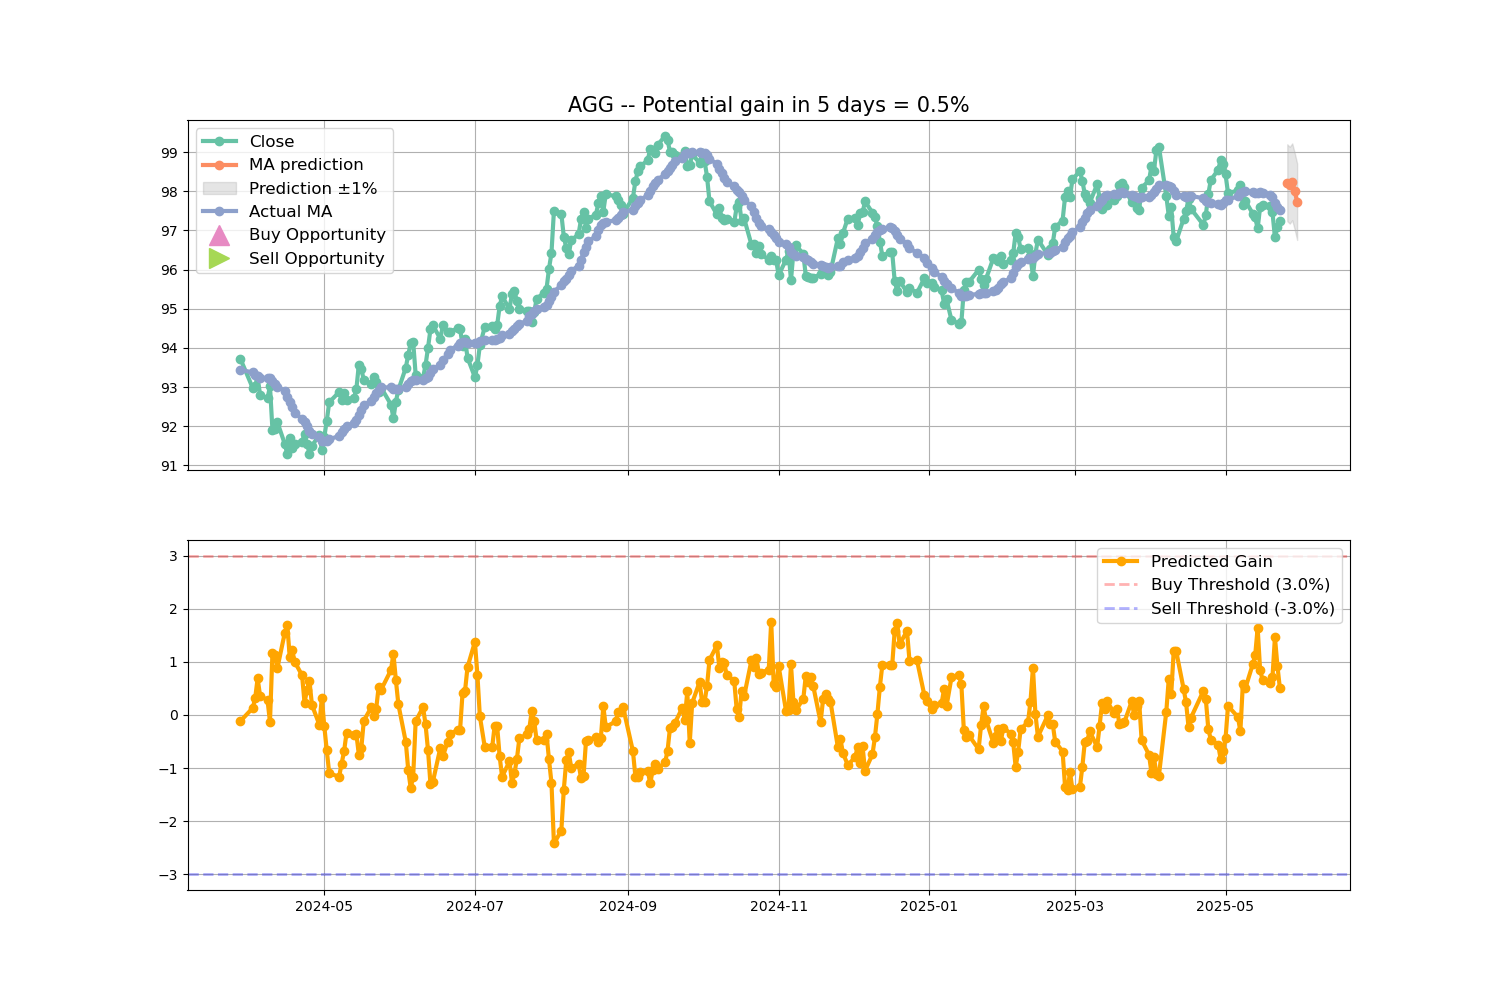 AGG -- Potential gain in 5 days = 0.5%
Close
MA prediction
Prediction ±1%
Actual MA
Buy Opportunity
Sell Opportunity
99
98
97
96
95
94
93
92
91
Predicted Gain
Buy Threshold (3.0%)
Sell Threshold (-3.0%)
3
2
1
0
−1
−2
−3
2024-05 2024-07 2024-09 2024-11 2025-01 2025-03 2025-05